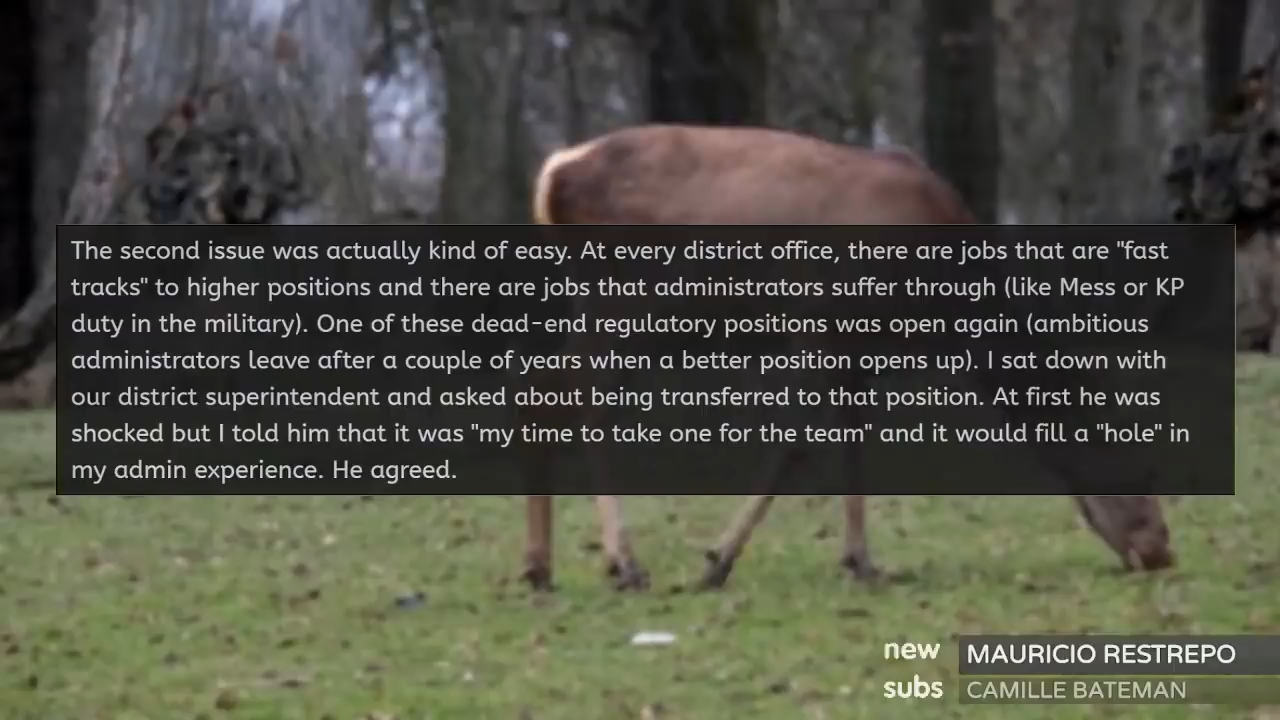 The second issue was actually kind of easy. At every district office, there are jobs that are "fast
tracks" to higher positions and there are jobs that administrators suffer through (like Mess or KP
duty in the military). One of these dead-end regulatory positions was open again (ambitious
administrators leave after a couple of years when a better position opens up). I sat down with
our district superintendent and asked about being transferred to that position. At first he was
shocked but I told him that it was "my time to take one for the team" and it would fill a "hole" in
my admin experience. He agreed.
new
subs
MAURICIO RESTREPO
CAMILLE BATEMAN